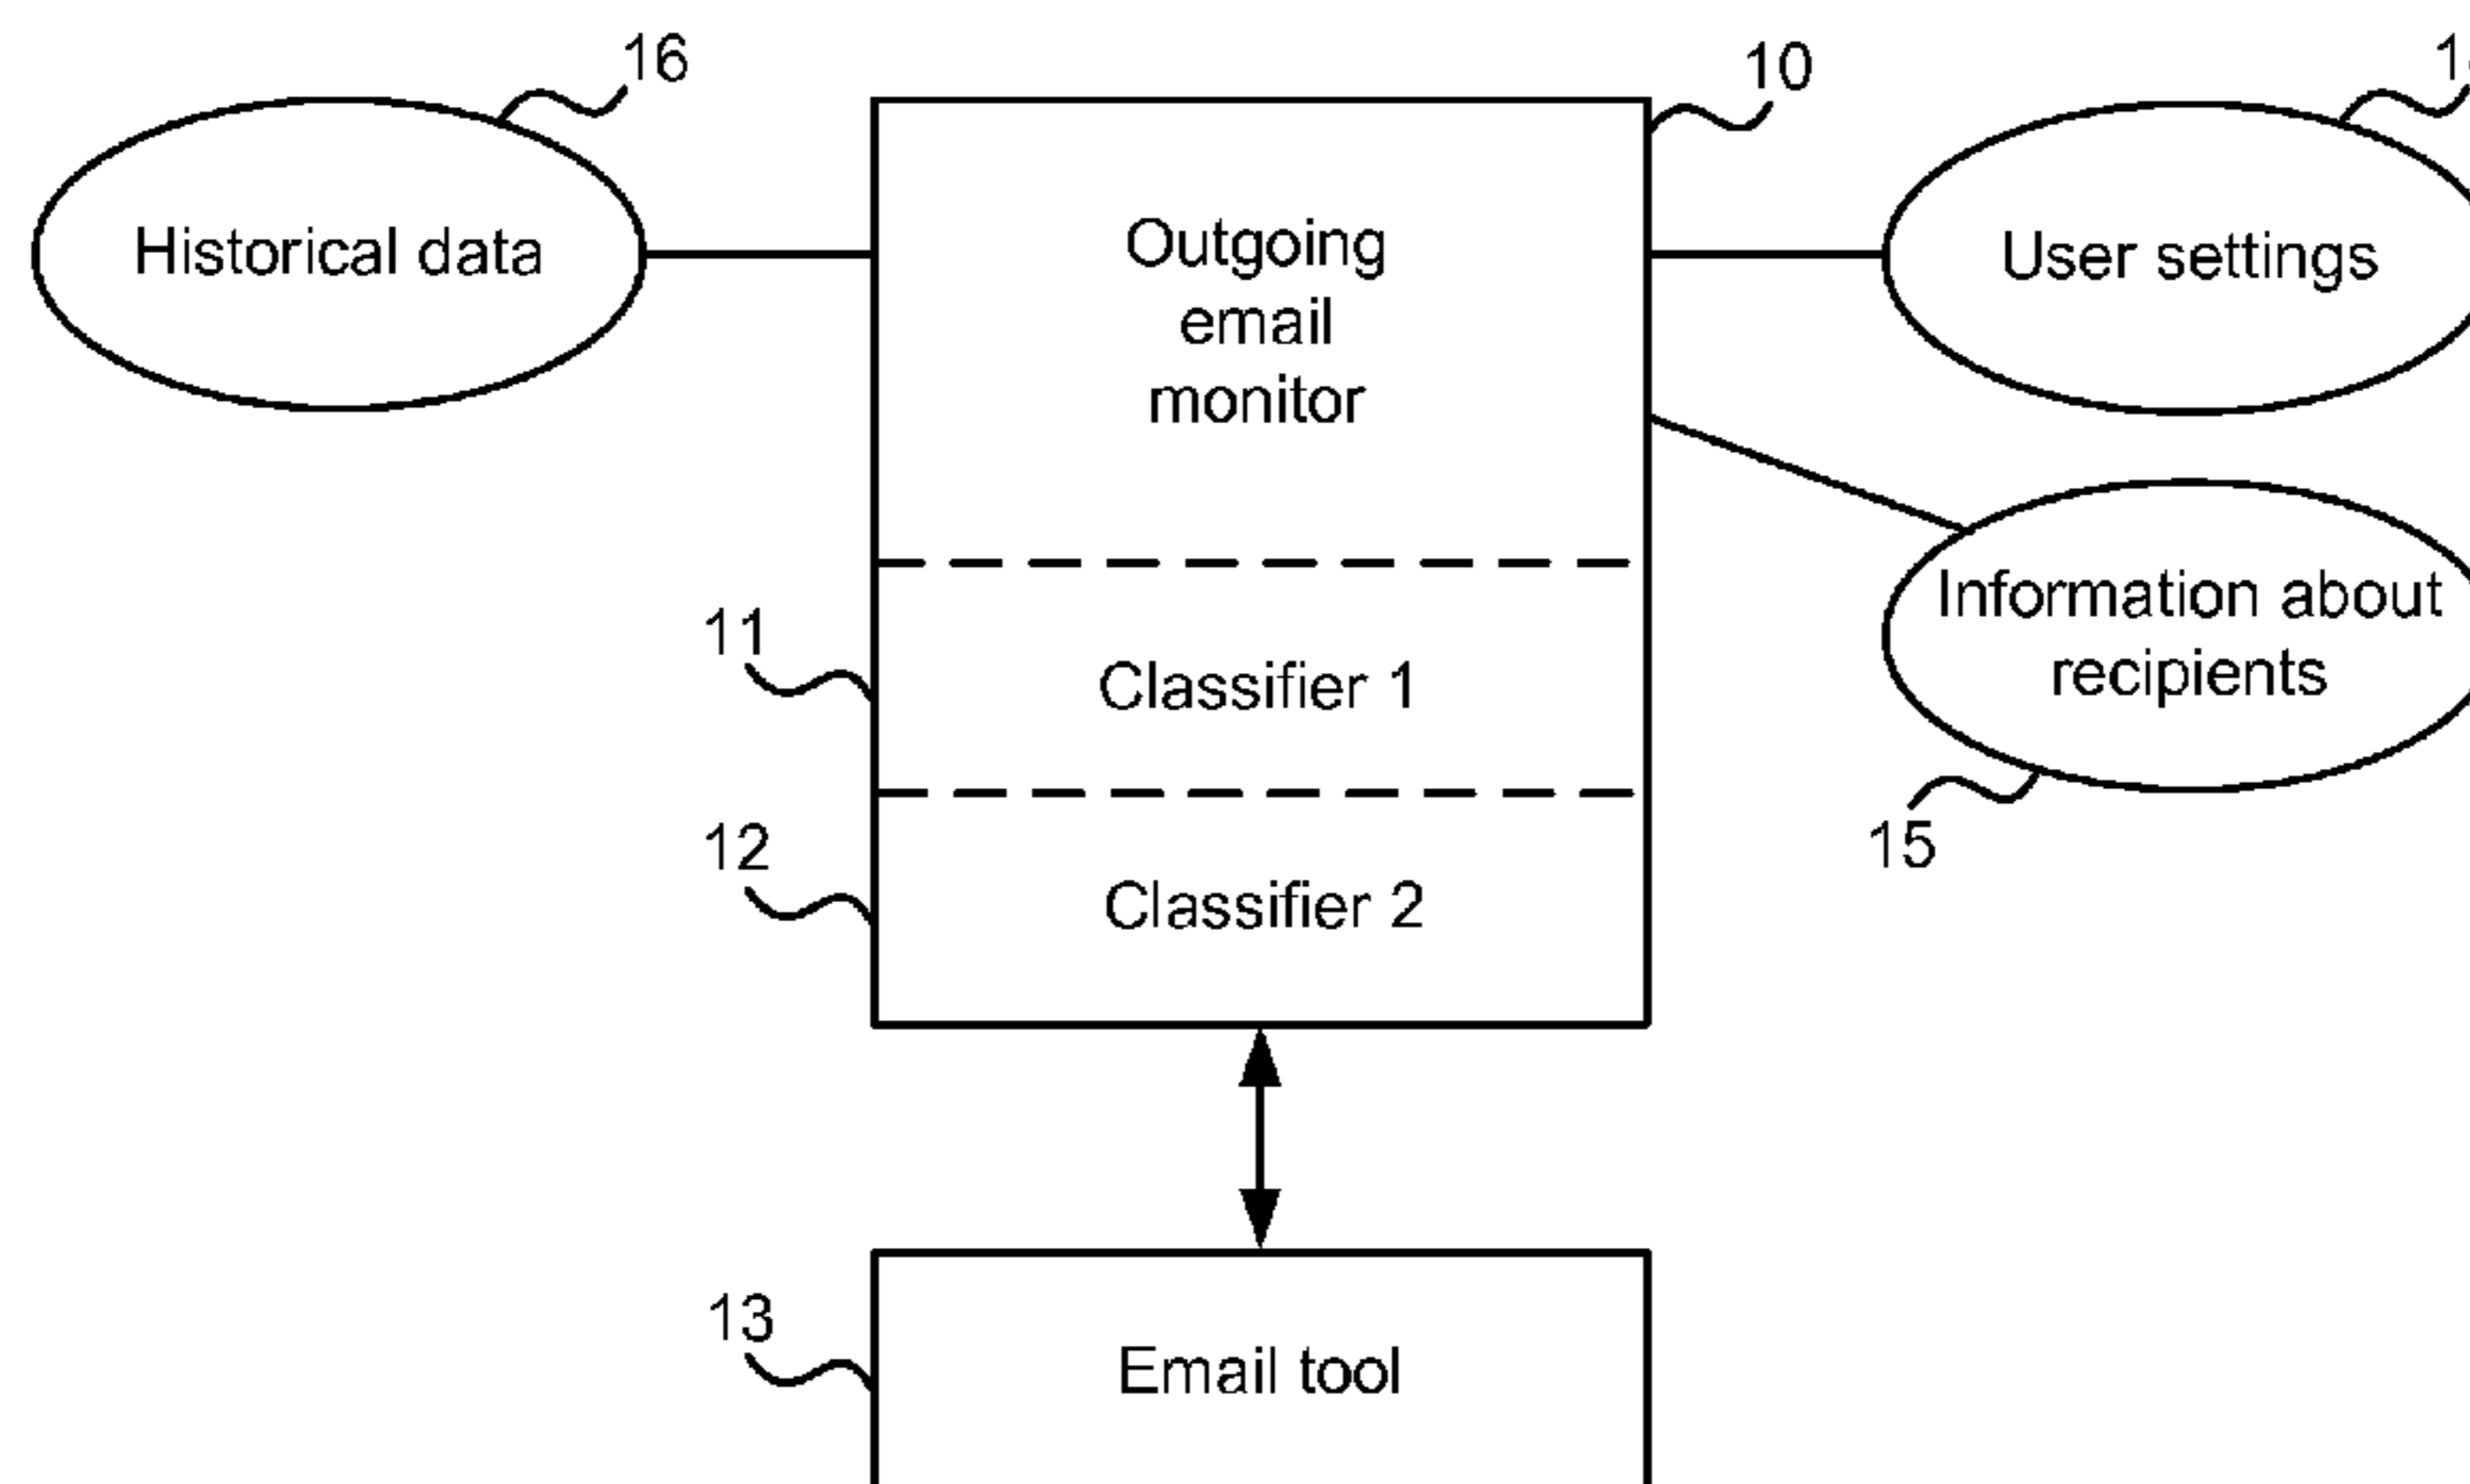 16
10
Historical data
Outgoing
email
monitor
User settings
Information about
recipients
11
Classifier 1
12
Classifier 2
15
13
Email tool